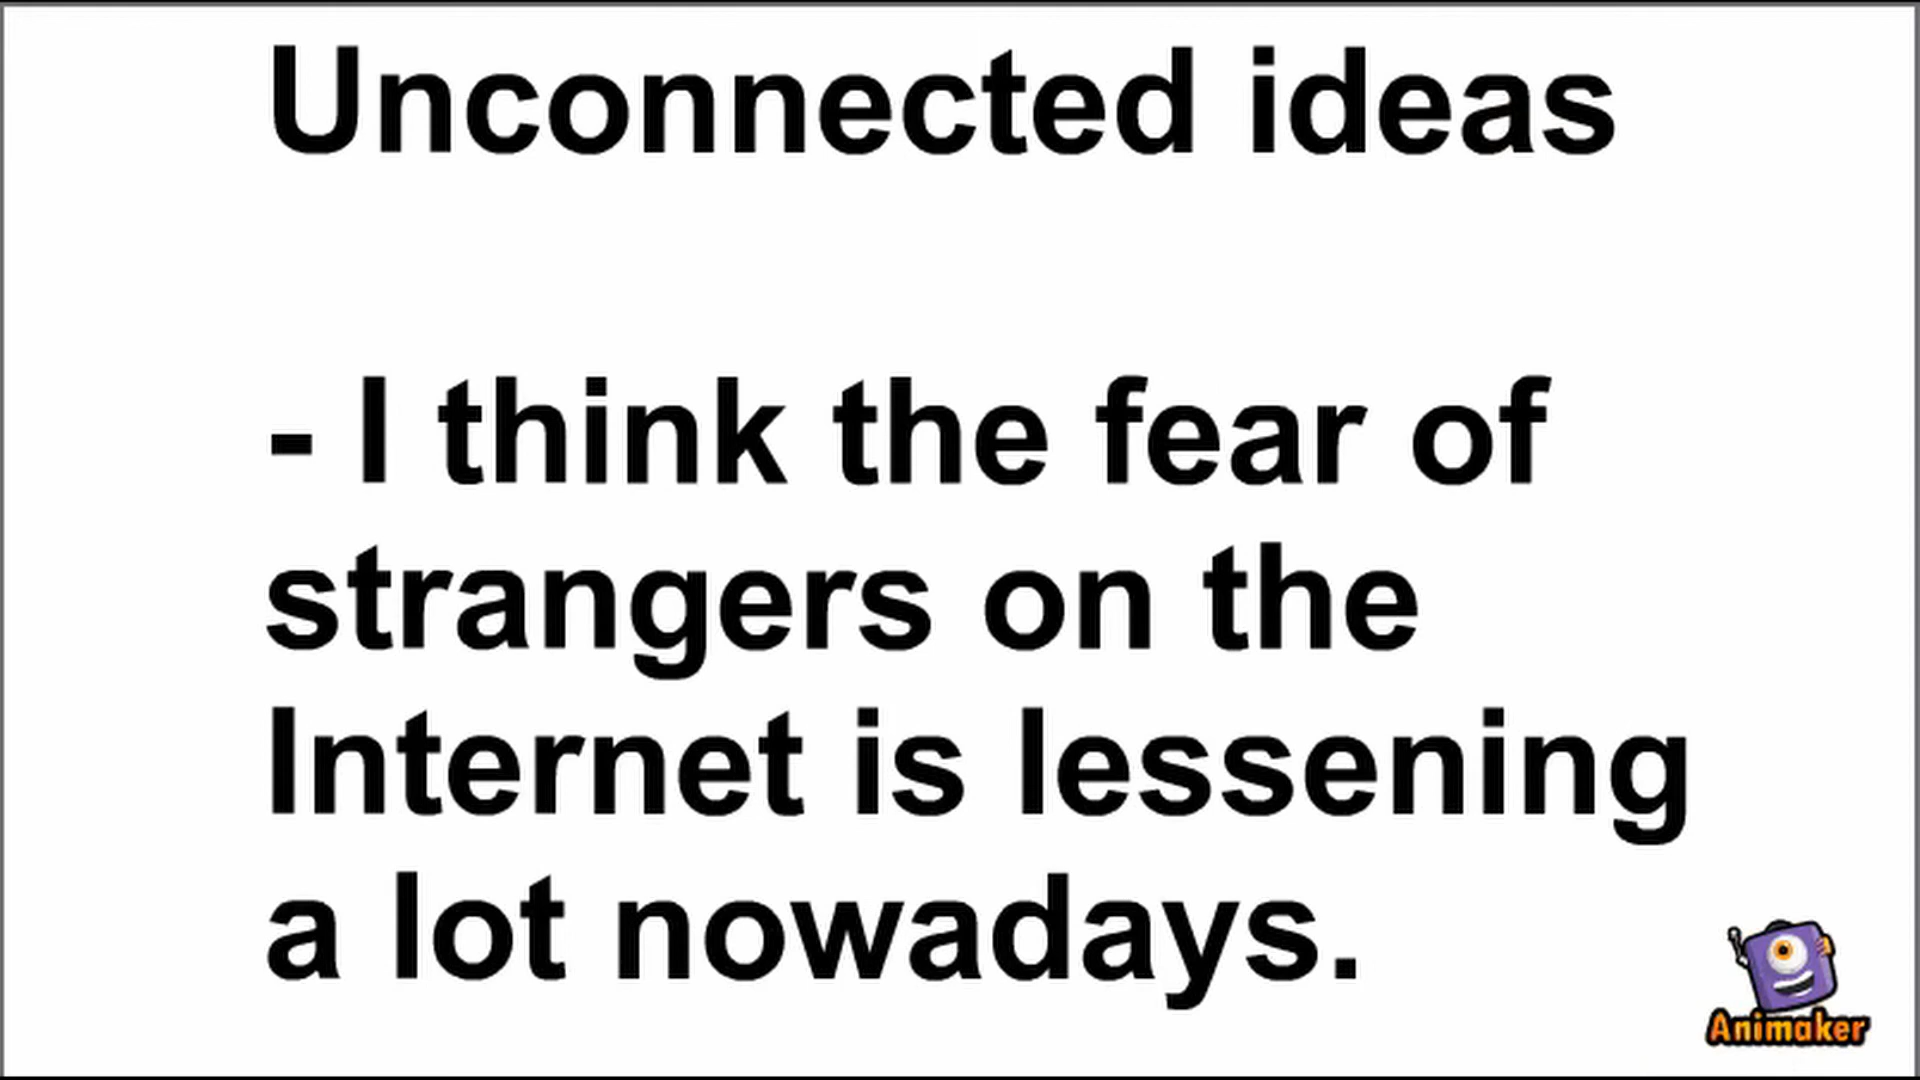 Unconnected ideas
- I think the fear of
strangers on the
Internet is lessening
a lot nowadays.
Animaker